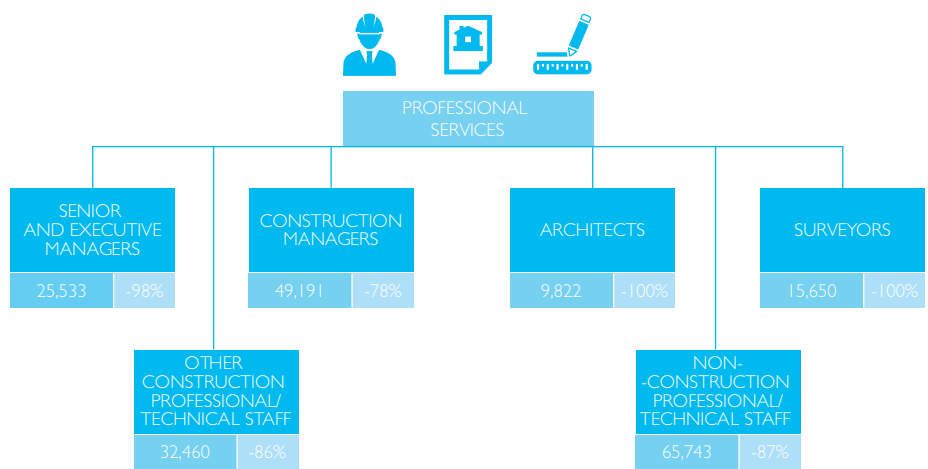 PROFESSIONAL
SERVICES
SENIOR
AND EXECUTIVE
MANAGERS
25,533 -98%
CONSTRUCTION
MANAGERS
49,191 -78%
ARCHITECTS
9,822 -100%
SURVEYORS
15,650 -100%
OTHER
CONSTRUCTION
PROFESSIONAL/
TECHNICAL STAFF
32,460 -86%
NON-
-CONSTRUCTION
PROFESSIONAL/
TECHNICAL STAFF
65,743 -87%